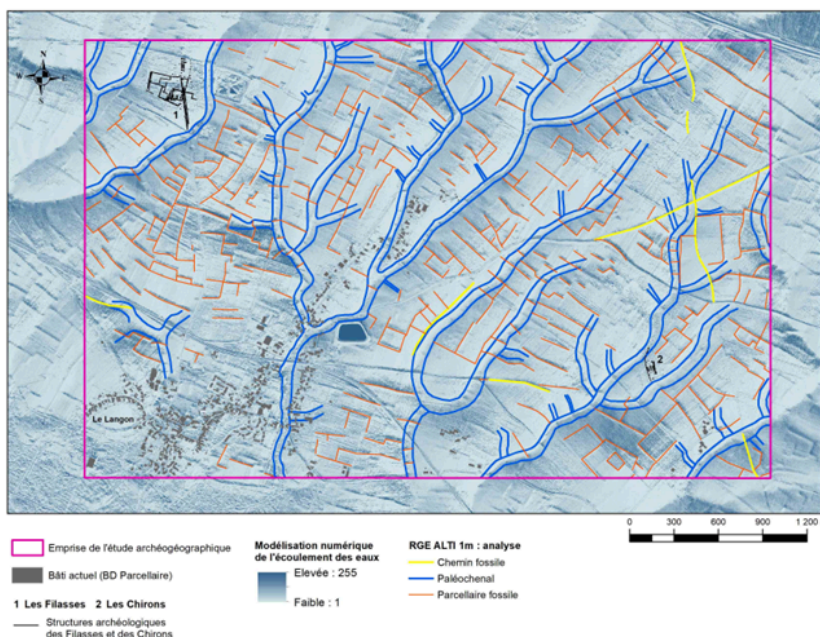 N
W
S
1
2
Le Langon
0 300 600 900 1 200
Emprise de l'étude archéogéographique
Bâti actuel (BD Parcellaire)
1 Les Filasses 2 Les Chirons
Structures archéologiques
des Filasses et des Chirons
Modélisation numérique
de l'écoulement des eaux
Elevée : 255
Faible : 1
RGE ALTI 1m : analyse
Chemin fossile
Paléochenal
Parcellaire fossile